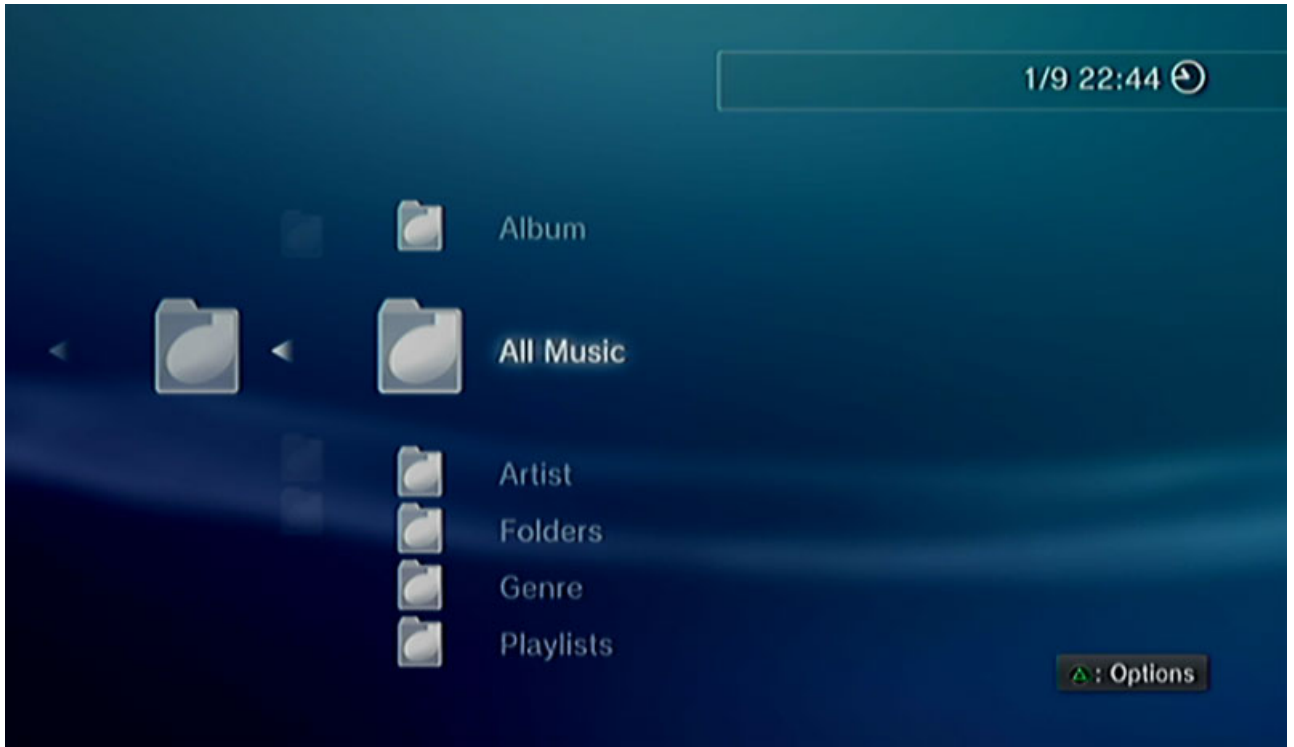 1/9 22:44
Album
All Music
Artist
Folders
Genre
Playlists
: Options